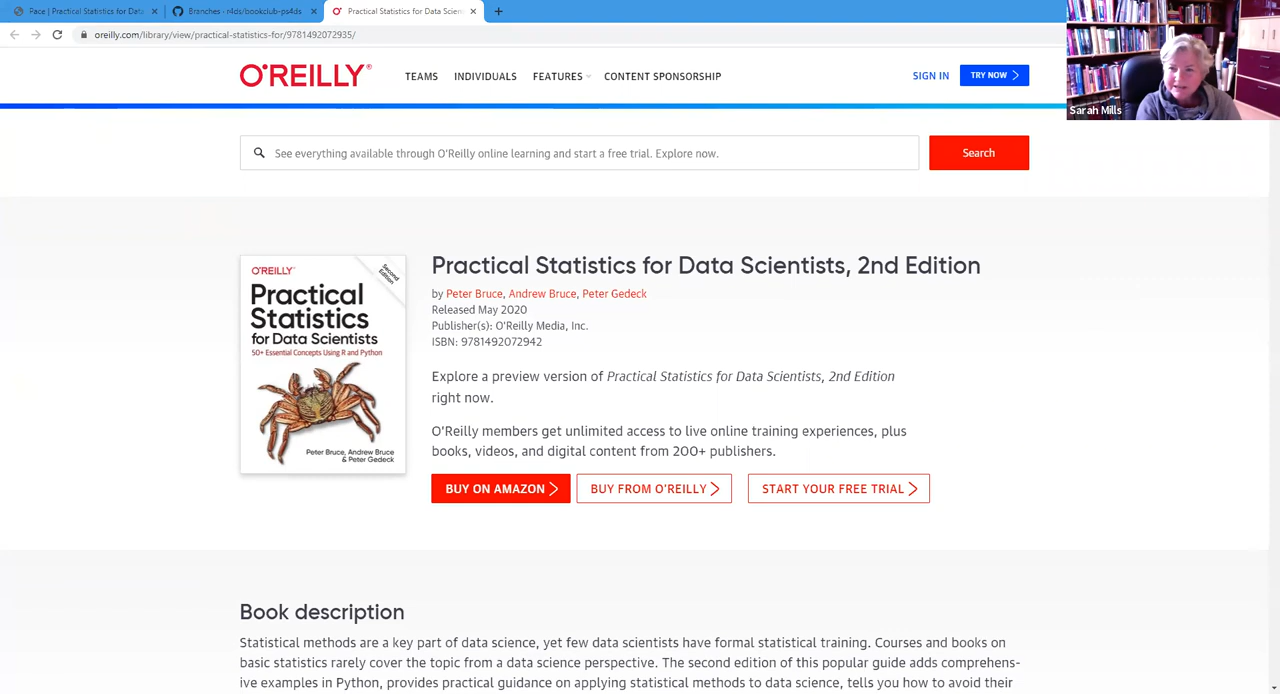 Pace | Practical Statistics for Data
Branches · r4ds/bookclub-ps4ds
Practical Statistics for Data Scien
oreilly.com/library/view/practical-statistics-for/9781492072935/
O'REILLY®
TEAMS
INDIVIDUALS
FEATURES
CONTENT SPONSORSHIP
SIGN IN
TRY NOW
Sarah Mills
See everything available through O'Reilly online learning and start a free trial. Explore now.
Search
O'REILLY®
Second
Edition
Practical
Statistics
for Data Scientists
50+ Essential Concepts Using R and Python
Peter Bruce, Andrew Bruce
& Peter Gedeck
Practical Statistics for Data Scientists, 2nd Edition
by Peter Bruce, Andrew Bruce, Peter Gedeck
Released May 2020
Publisher(s): O'Reilly Media, Inc.
ISBN: 9781492072942
Explore a preview version of Practical Statistics for Data Scientists, 2nd Edition
right now.
O'Reilly members get unlimited access to live online training experiences, plus
books, videos, and digital content from 200+ publishers.
BUY ON AMAZON
BUY FROM O'REILLY
START YOUR FREE TRIAL
Book description
Statistical methods are a key part of data science, yet few data scientists have formal statistical training. Courses and books on
basic statistics rarely cover the topic from a data science perspective. The second edition of this popular guide adds comprehens-
ive examples in Python, provides practical guidance on applying statistical methods to data science, tells you how to avoid their